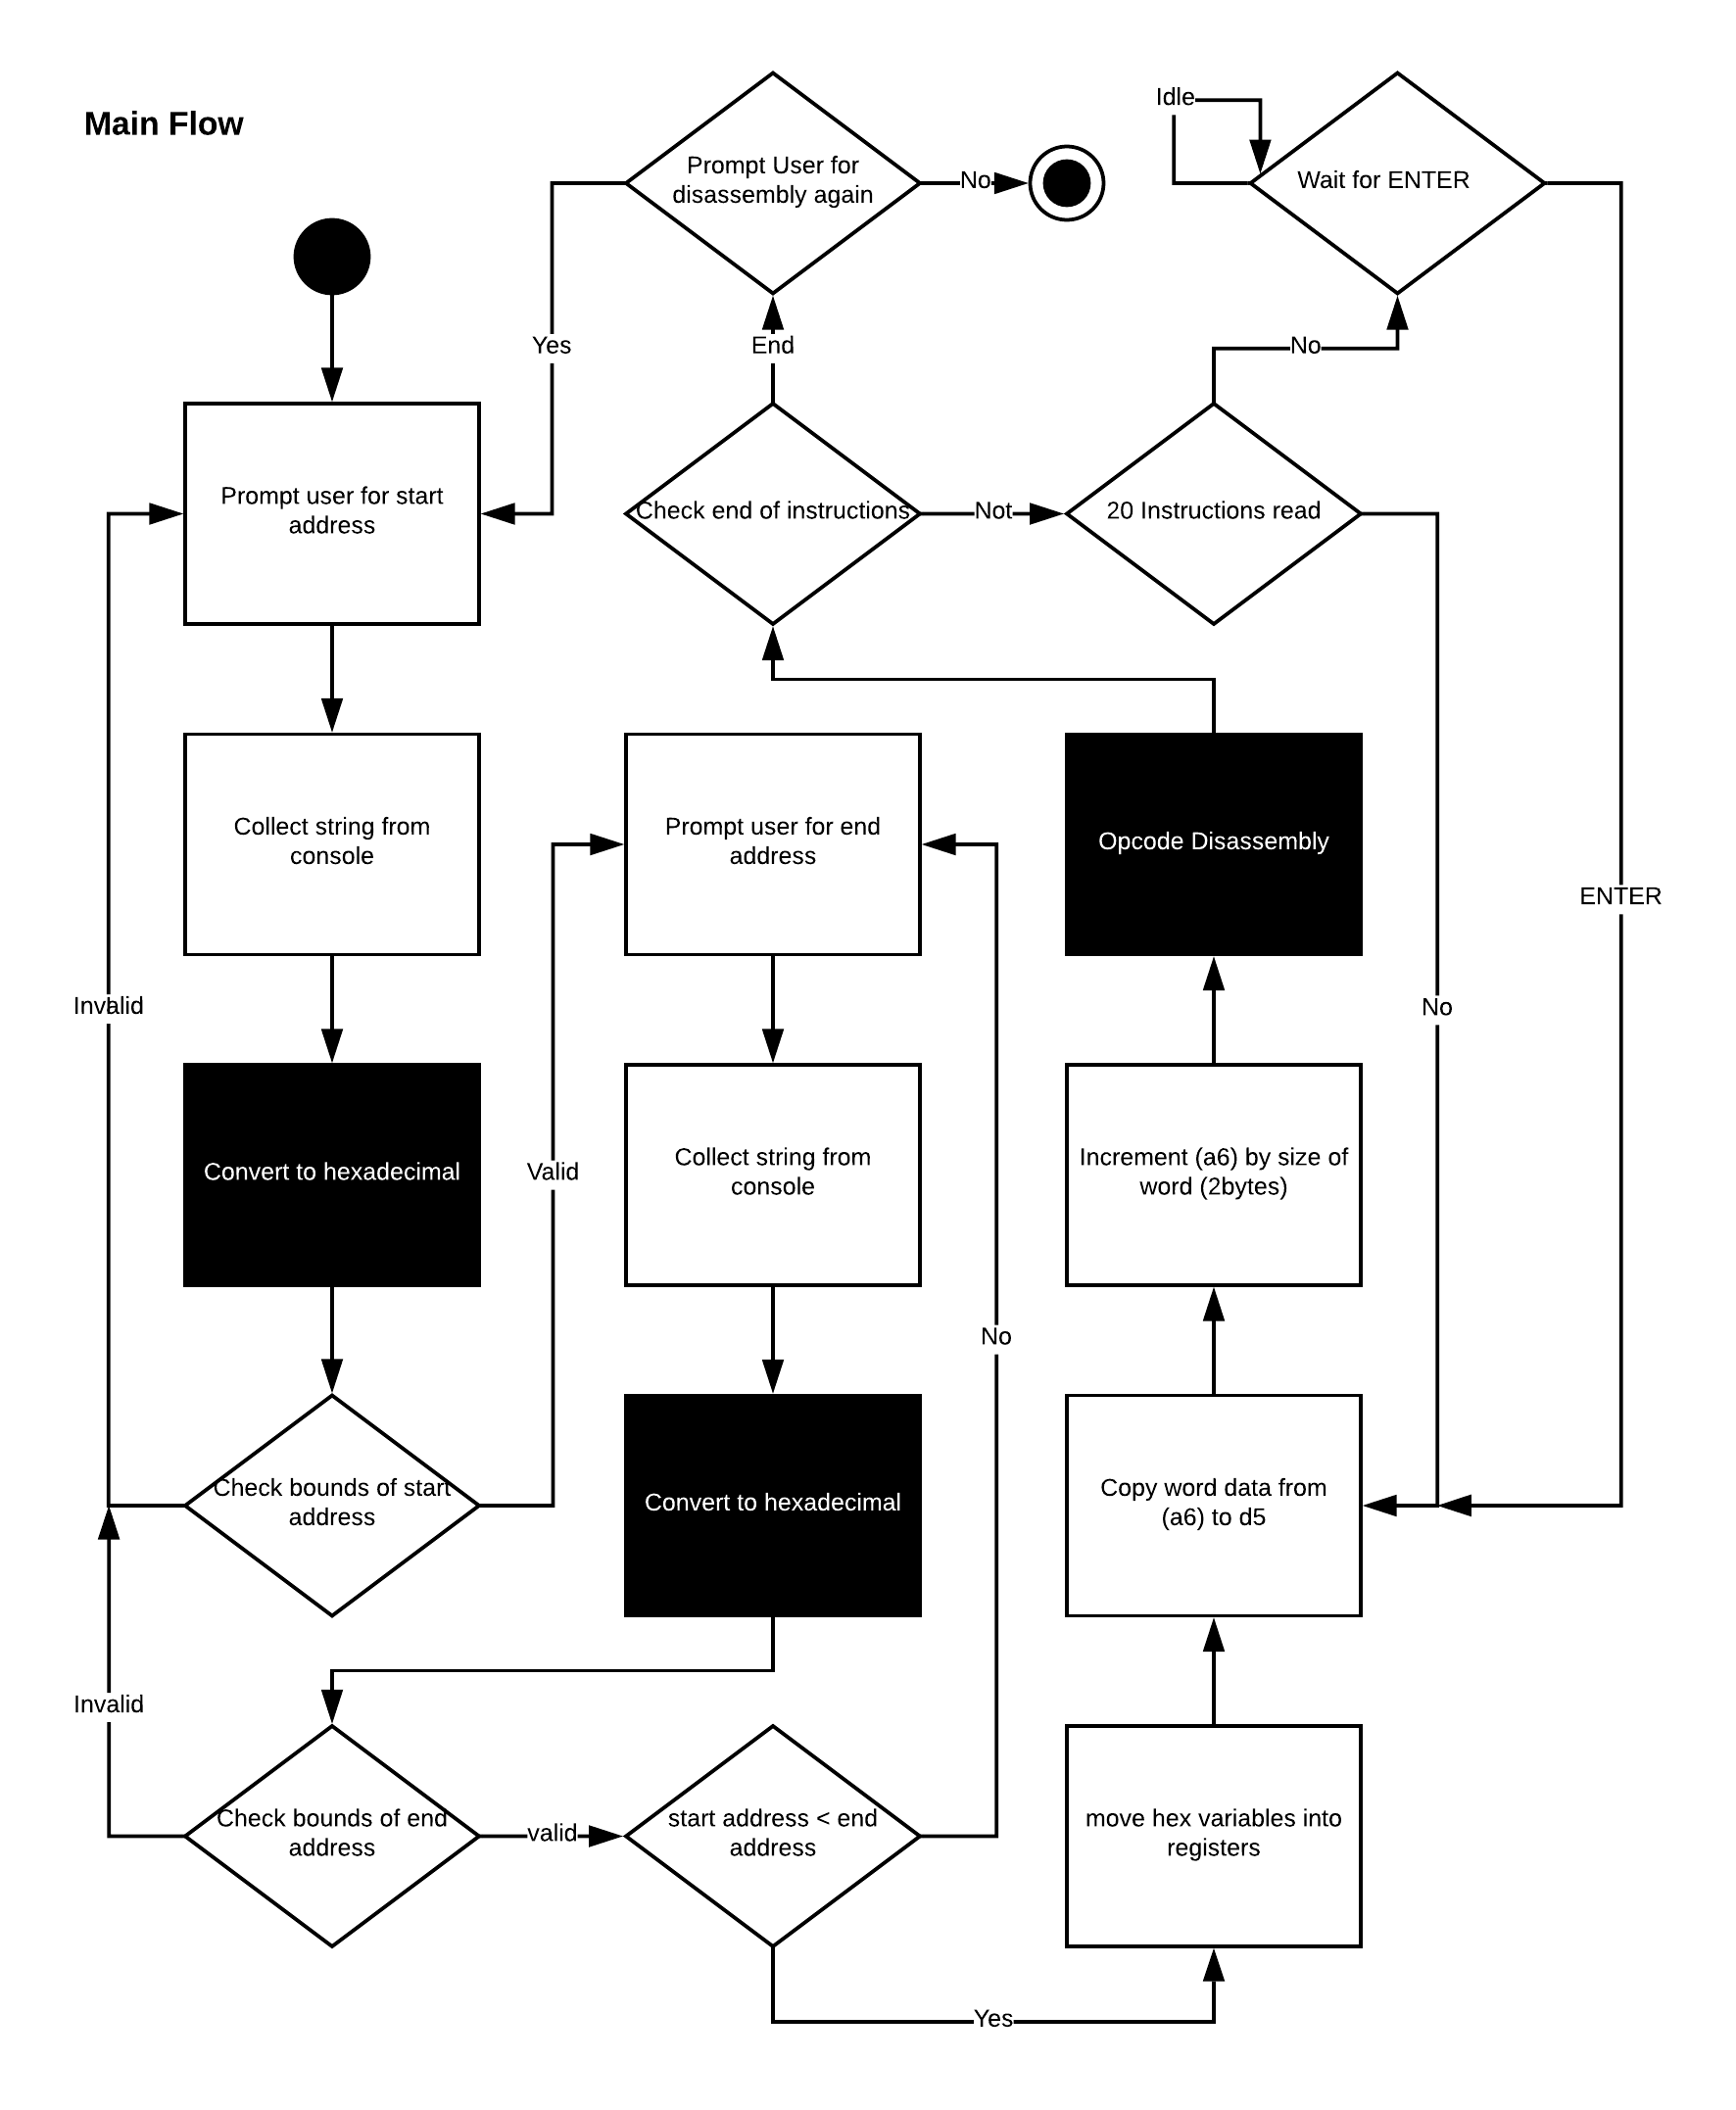 Main Flow
Prompt User for
disassembly again
No
Idle
Wait for ENTER
Yes
End
No
Prompt user for start
address
Check end of instructions
Not
20 Instructions read
Collect string from
console
Prompt user for end
address
Opcode Disassembly
ENTER
Invalid
No
Convert to hexadecimal
Valid
Collect string from
console
Increment (a6) by size of
word (2bytes)
No
Check bounds of start
address
Convert to hexadecimal
Copy word data from
(a6) to d5
Invalid
Check bounds of end
address
valid
start address < end
address
move hex variables into
registers
Yes